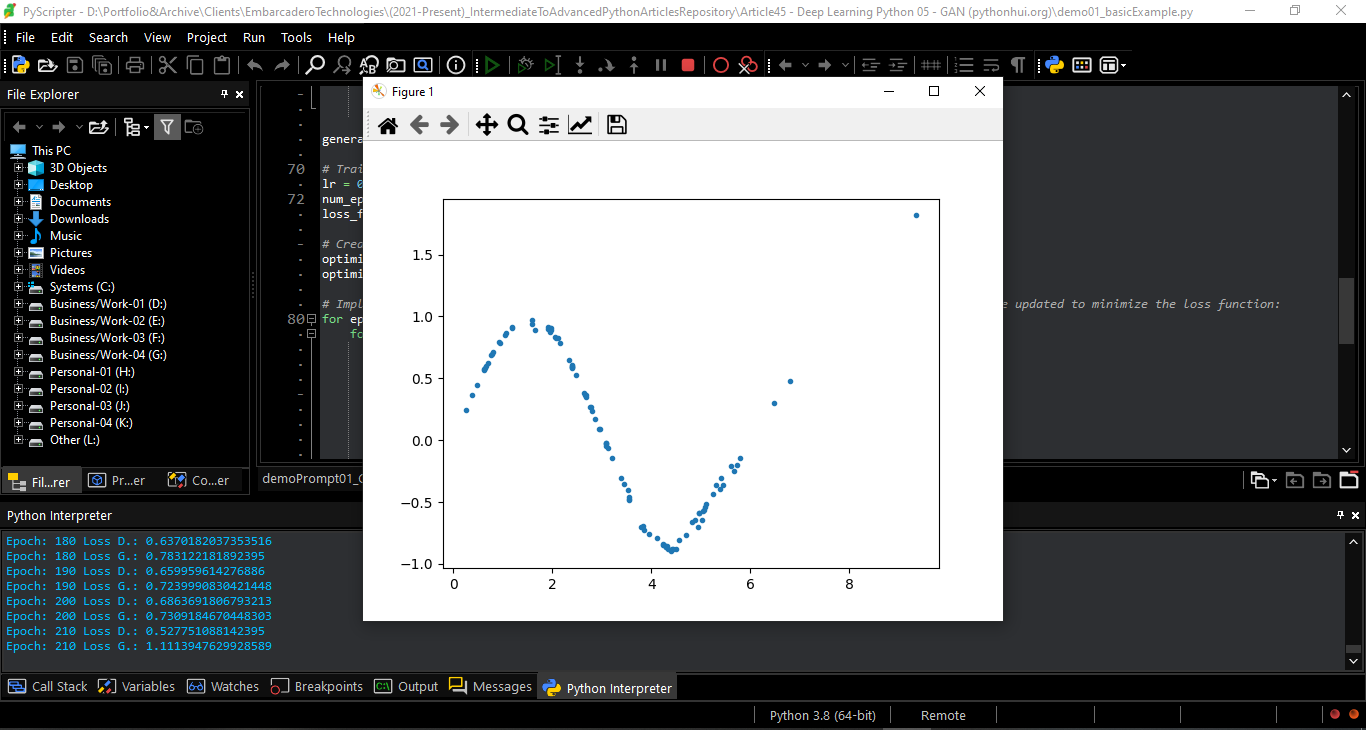 PyScripter - D:\Portfolio&Archive\Clients\EmbarcaderoTechnologies\(2021-Present)_IntermediateToAdvancedPythonArticlesRepository\Article45 - Deep Learning Python 05 - GAN (pythonhui.org)\demo01_basicExample.py
File Edit Search View Project Run Tools Help
File Explorer
This PC
3D Objects
Desktop
Documents
Downloads
Music
Pictures
Videos
Systems (C:)
Business/Work-01 (D:)
Business/Work-02 (E:)
Business/Work-03 (F:)
Business/Work-04 (G:)
Personal-01 (H:)
Personal-02 (I:)
Personal-03 (J:)
Personal-04 (K:)
Other (L:)
Fil...rer Pr...er Co...er
genera
70 # Trai
lr = 0
72 num_ep
loss_f
# Crea
optimi
optimi
# Impl e updated to minimize the loss function:
80 for ep
fo
demoPrompt01_
Figure 1
1.5
1.0
0.5
0.0
−0.5
−1.0
0 2 4 6 8
Python Interpreter
Epoch: 180 Loss D.: 0.6370182037353516
Epoch: 180 Loss G.: 0.783122181892395
Epoch: 190 Loss D.: 0.659959614276886
Epoch: 190 Loss G.: 0.7239990830421448
Epoch: 200 Loss D.: 0.6863691806793213
Epoch: 200 Loss G.: 0.7309184670448303
Epoch: 210 Loss D.: 0.527751088142395
Epoch: 210 Loss G.: 1.1113947629928589
Call Stack Variables Watches Breakpoints Output Messages Python Interpreter
Python 3.8 (64-bit) Remote